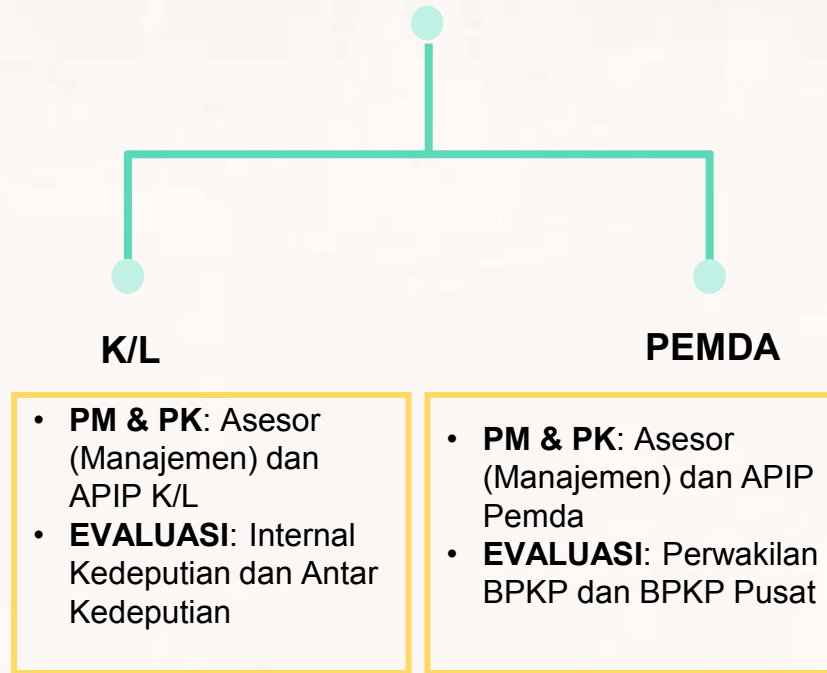 K/L
• PM & PK: Asesor
(Manajemen) dan
APIP K/L
• EVALUASI: Internal
Kedeputian dan Antar
Kedeputian
PEMDA
• PM & PK: Asesor
(Manajemen) dan APIP
Pemda
• EVALUASI: Perwakilan
BPKP dan BPKP Pusat